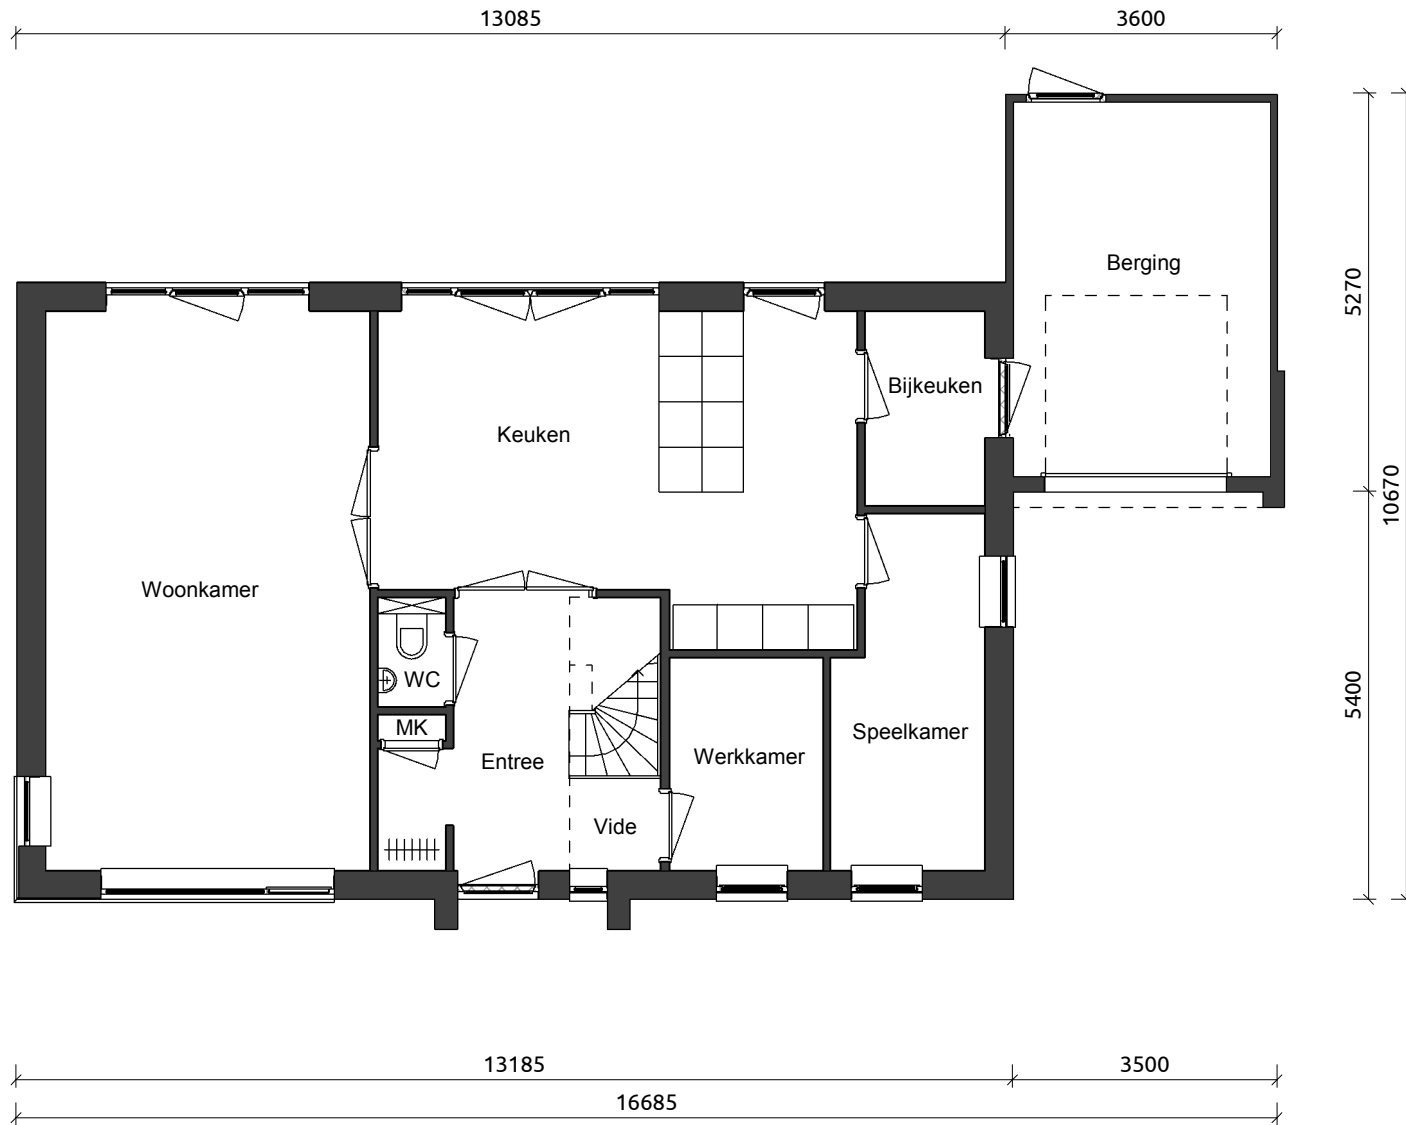 13085
3600
Berging
5270
Bijkeuken
Keuken
10670
Woonkamer
WC
5400
MK
Speelkamer
Entree
Werkkamer
Vide
13185
3500
16685